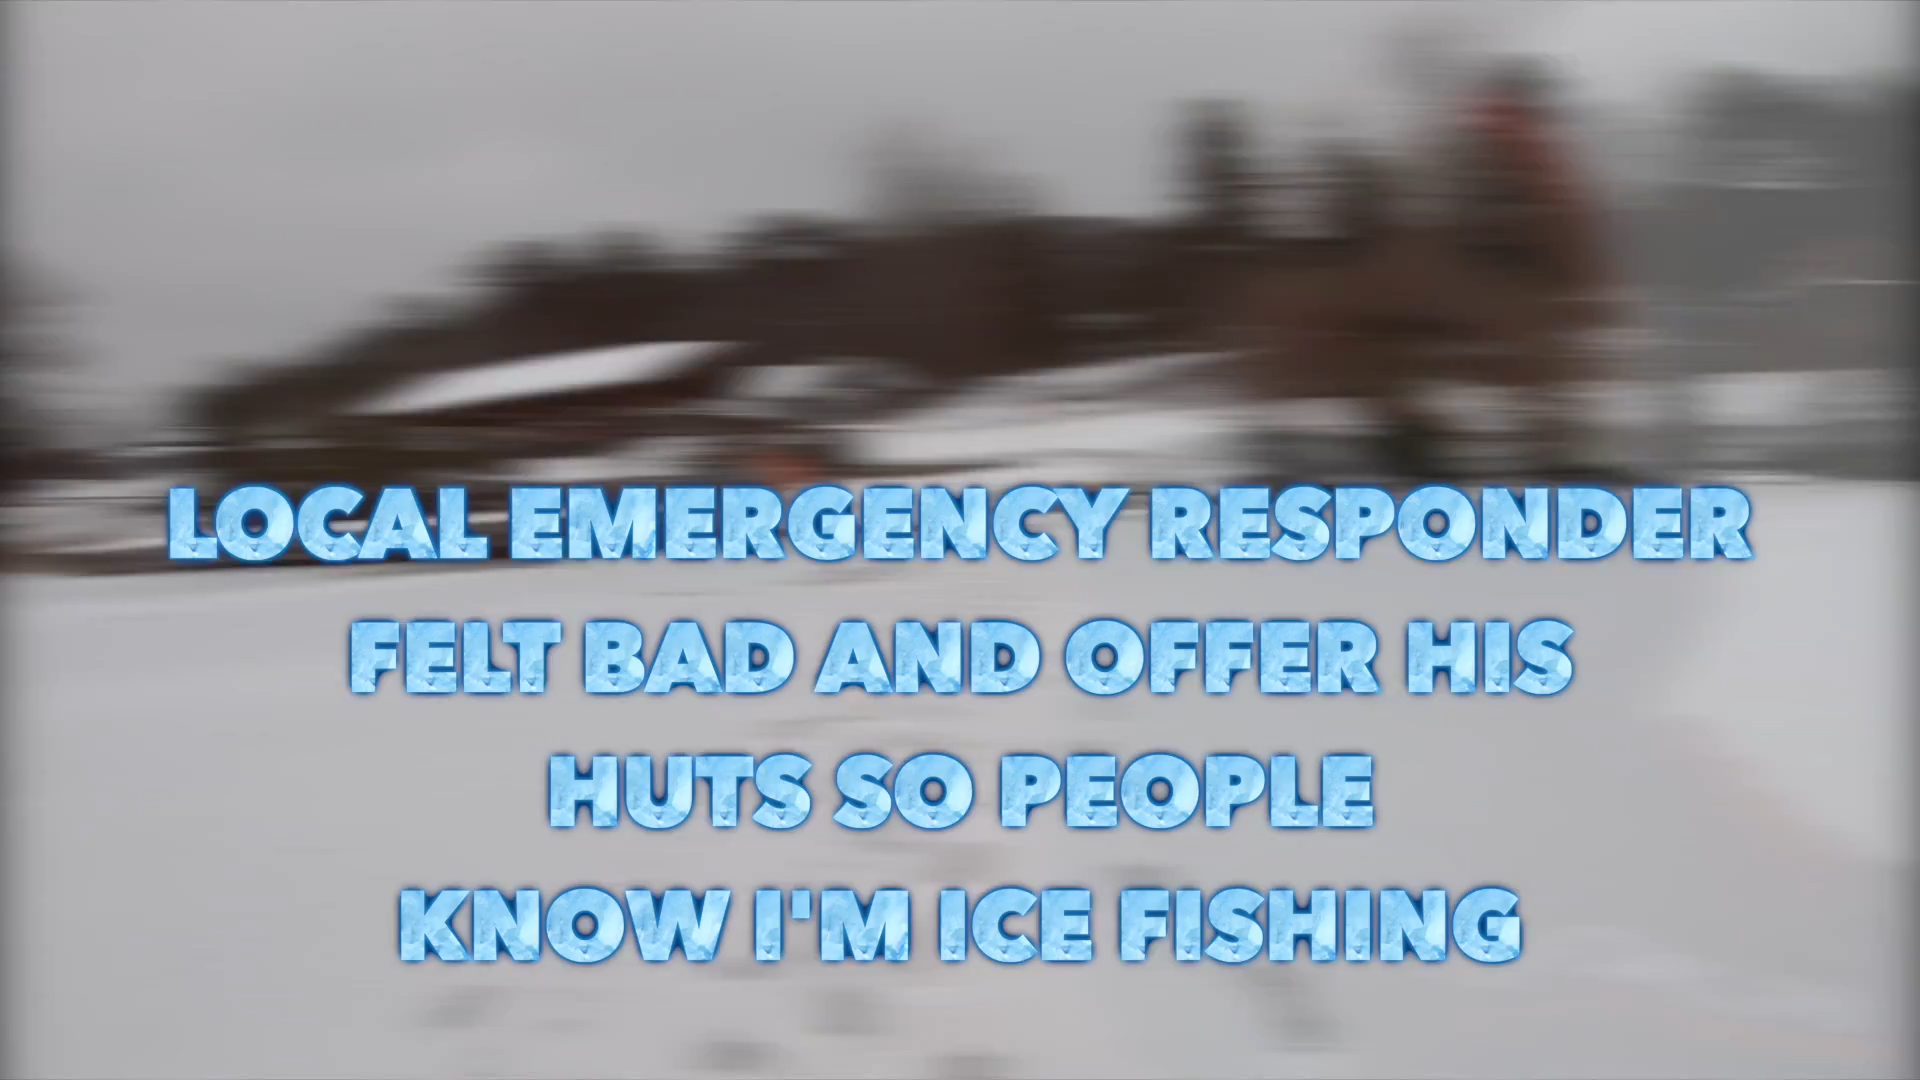 LOCAL EMERGENCY RESPONDER
FELT BAD AND OFFER HIS
HUTS SO PEOPLE
KNOW I'M ICE FISHING